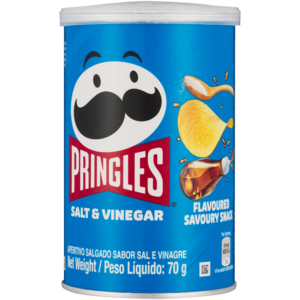 PRINGLES
SALT & VINEGAR
FLAVOURED
SAVOURY SNACK
APERITIVO SALGADO SABOR SAL E VINAGRE
Net Weight / Peso Líquido: 70 g